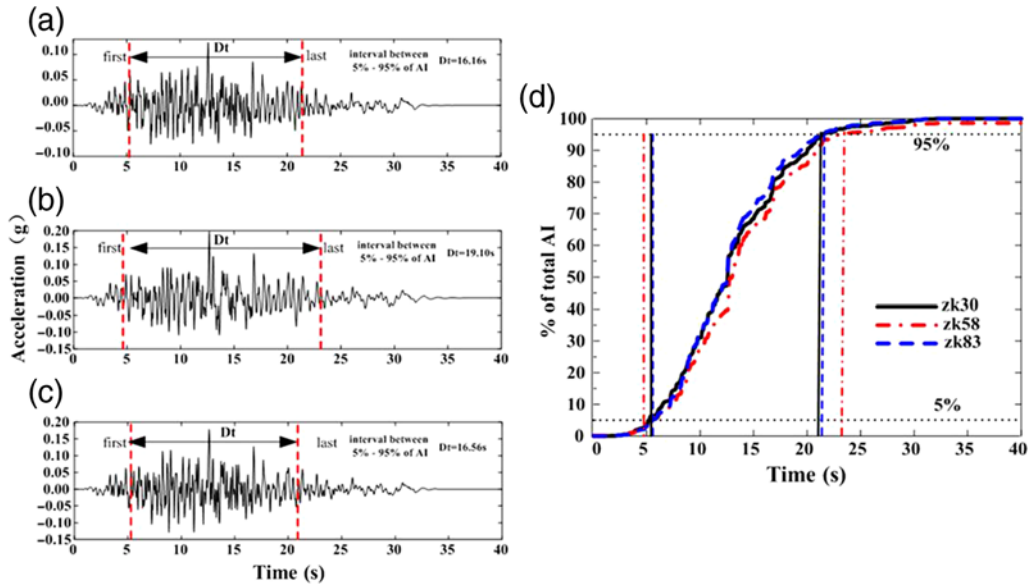 (a)
0.10
0.05
0.00
−0.05
−0.10
first
Dt
last
interval between
5% - 95% of AI
Dt=16.16s
0 5 10 15 20 25 30 35 40
(b)
0.20
0.15
0.10
0.05
0.00
−0.05
−0.10
0.15
first
Dt
last
interval between
5% - 95% of AI
Dt=19.10s
0 5 10 15 20 25 30 35 40
(c)
0.20
0.15
0.10
0.05
0.00
−0.05
−0.10
−0.15
first
Dt
last
interval between
5% - 95% of AI
Dt=16.56s
0 5 10 15 20 25 30 35 40
Acceleration (g)
Time (s)
(d)
100
90
80
70
60
50
40
30
20
10
0
% of total AI
95%
zk30
zk58
zk83
5%
0 5 10 15 20 25 30 35 40
Time (s)